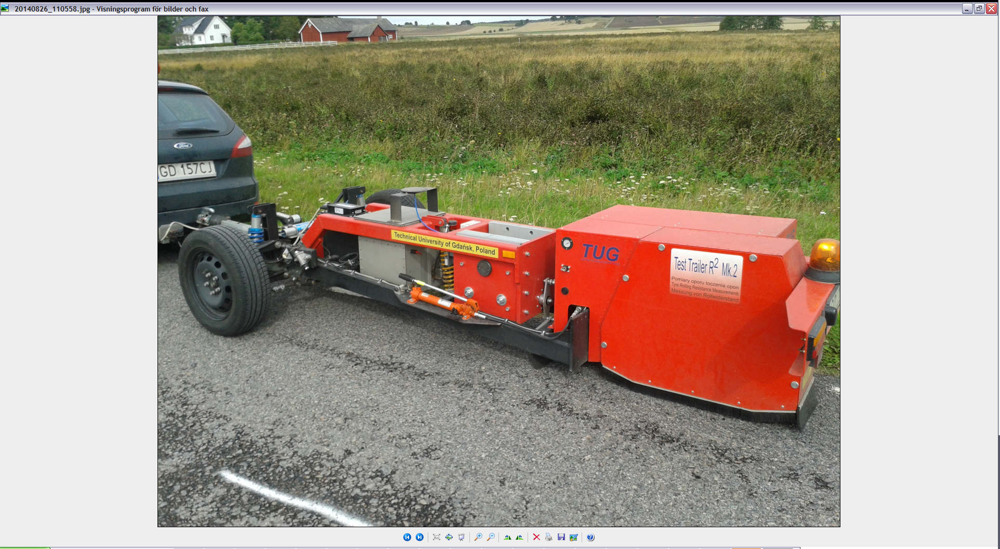 20140826_110558.jpg - Visningsprogram för bilder och fax
Ford
GD 157CJ
Technical University of Gdańsk, Poland
TUG
Test Trailer R2 Mk.2
Pomiary oporu toczenia opon
Tyre Rolling Resistance Measurements
Messung von Rollwiderstand